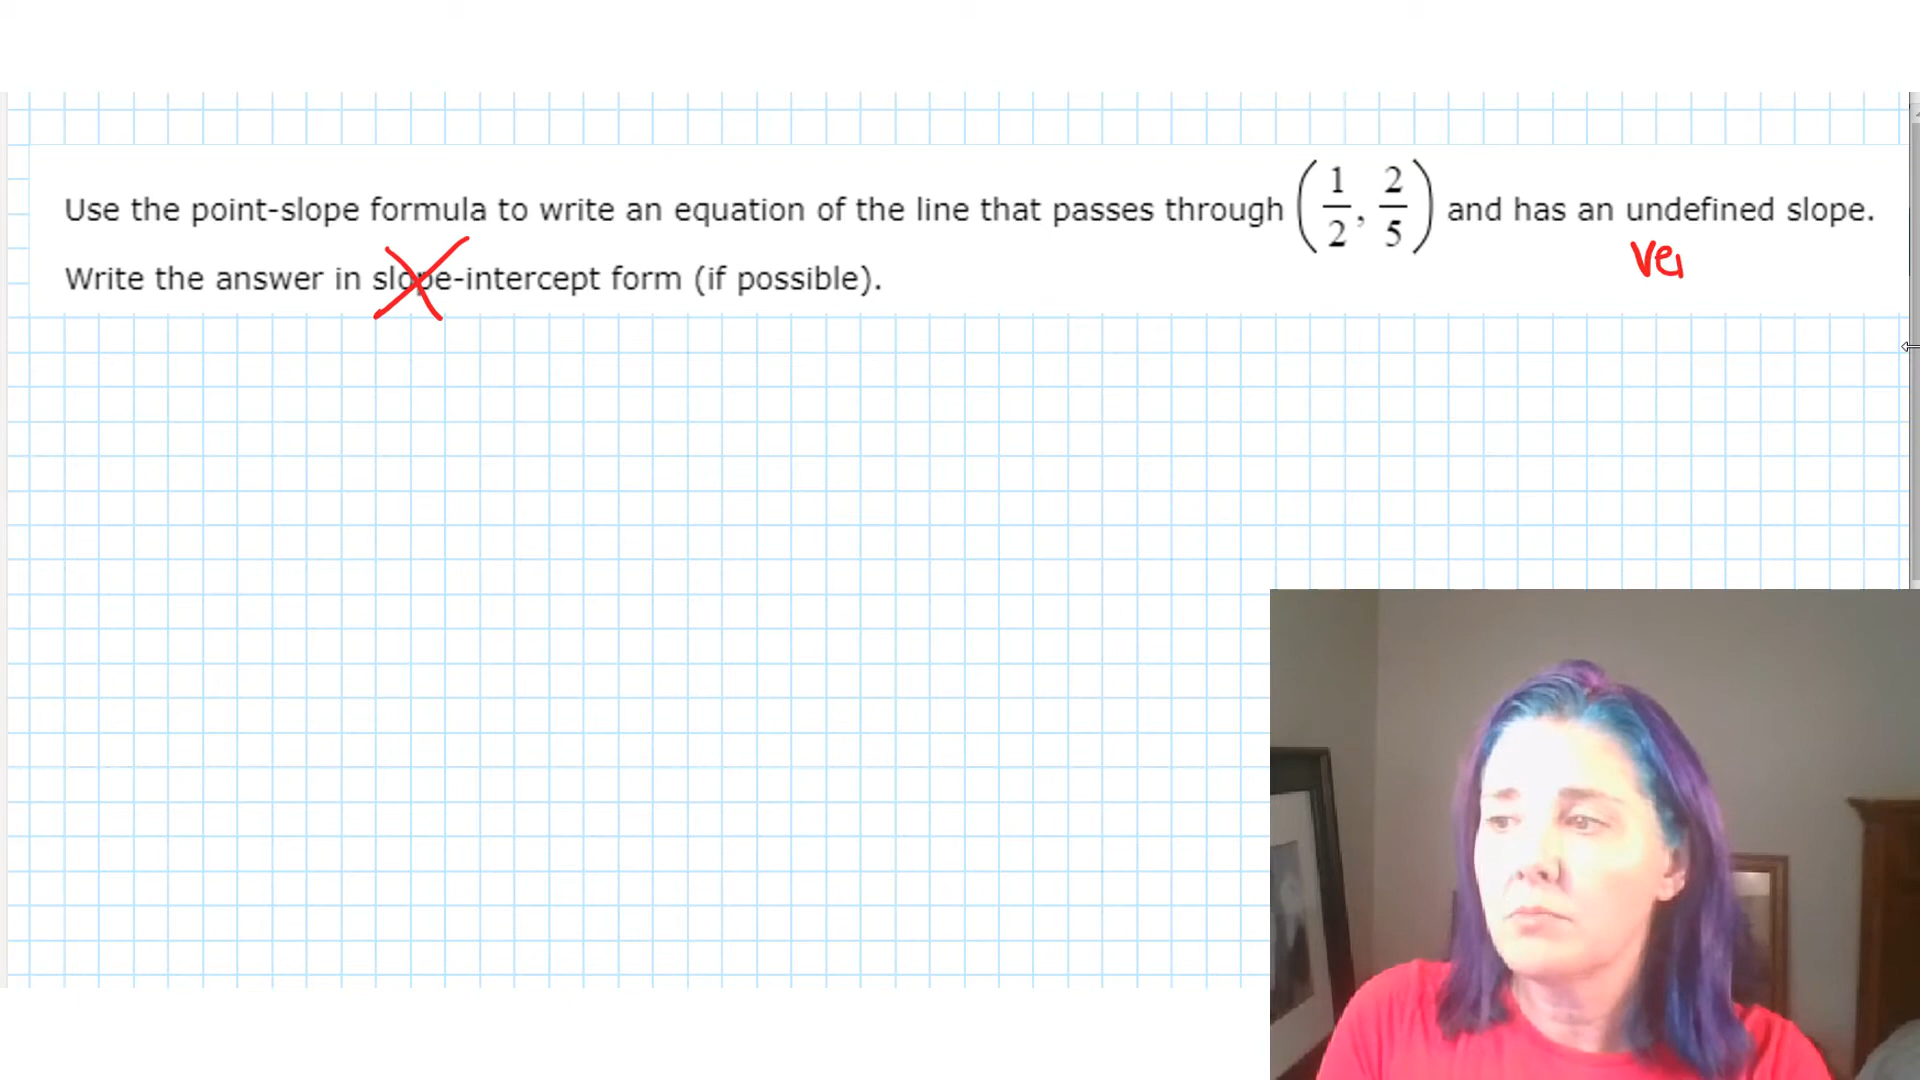 Use the point-slope formula to write an equation of the line that passes through (1/2, 2/5) and has an undefined slope.
ver
Write the answer in slope-intercept form (if possible).